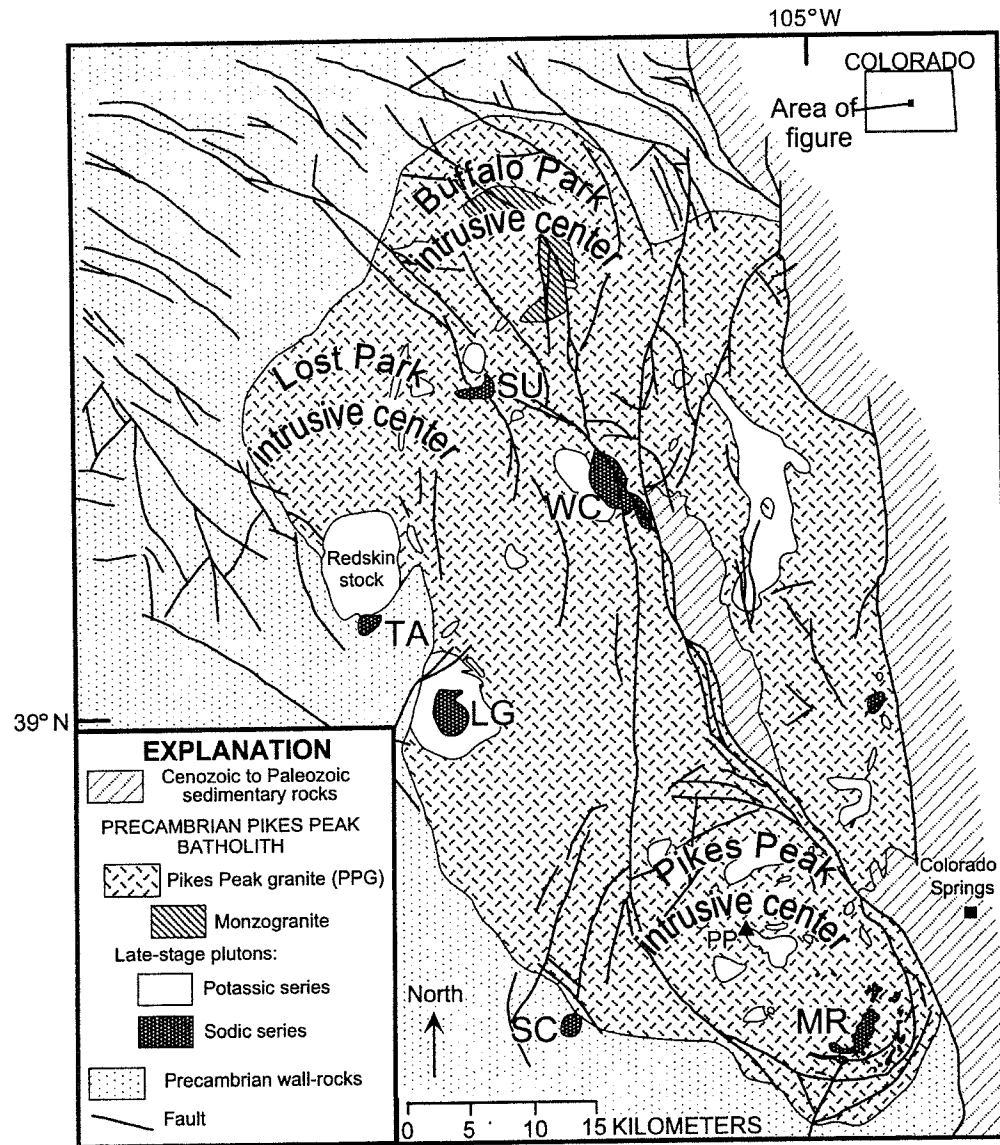 105° W
COLORADO
Area of
figure
Buffalo Park
intrusive center
Lost Park
intrusive center
SU
WC
Redskin
stock
TA
LG
39° N
EXPLANATION
Cenozoic to Paleozoic
sedimentary rocks
PRECAMBRIAN PIKES PEAK
BATHOLITH
Pikes Peak granite (PPG)
Monzogranite
Late-stage plutons:
Potassic series
Sodic series
Precambrian wall-rocks
Fault
Pikes Peak
intrusive center
PP
Colorado
Springs
North
SC
MR
0 5 10 15 KILOMETERS